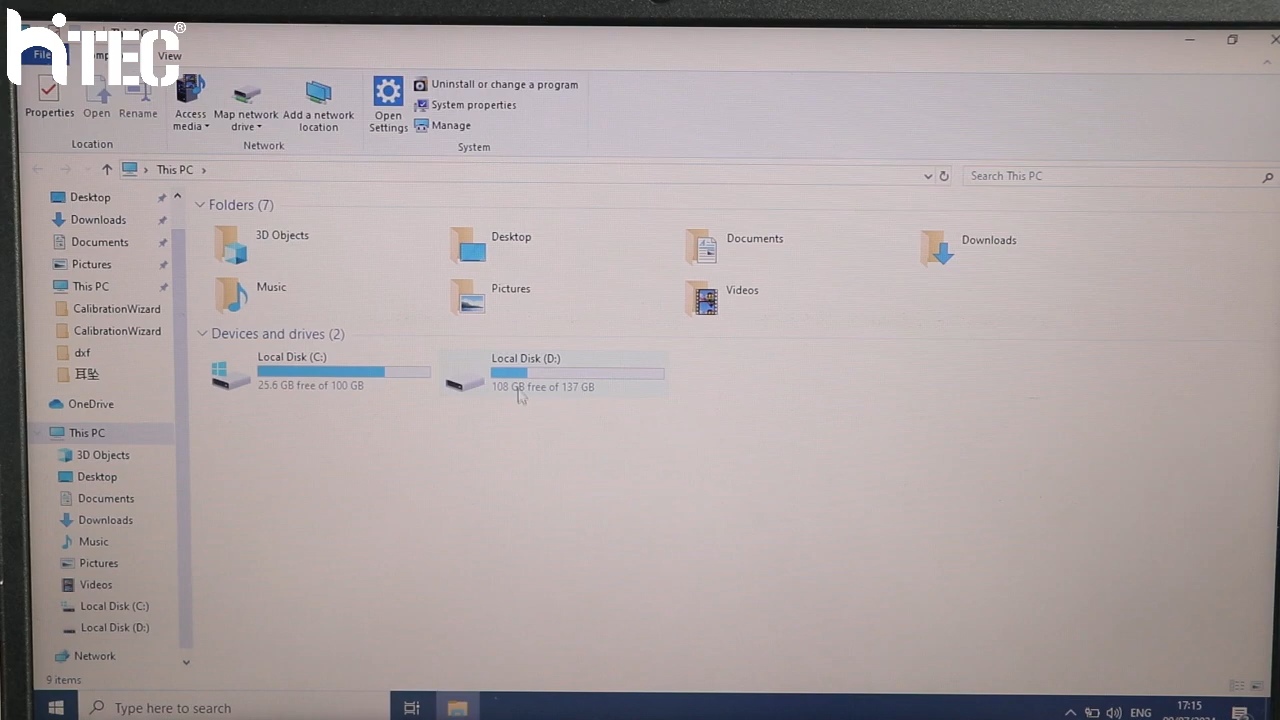 hiTEC®
File
View
Properties
Open
Rename
Access
media
Map network
drive
Add a network
location
Open
Settings
Uninstall or change a program
System properties
Manage
Location
Network
System
This PC
Search This PC
Desktop
Downloads
Documents
Pictures
This PC
CalibrationWizard
CalibrationWizard
dxf
耳坠
OneDrive
This PC
3D Objects
Desktop
Documents
Downloads
Music
Pictures
Videos
Local Disk (C:)
Local Disk (D:)
Network
Folders (7)
3D Objects
Desktop
Documents
Downloads
Music
Pictures
Videos
Devices and drives (2)
Local Disk (C:)
25.6 GB free of 100 GB
Local Disk (D:)
108 GB free of 137 GB
9 items
Type here to search
ENG
17:15